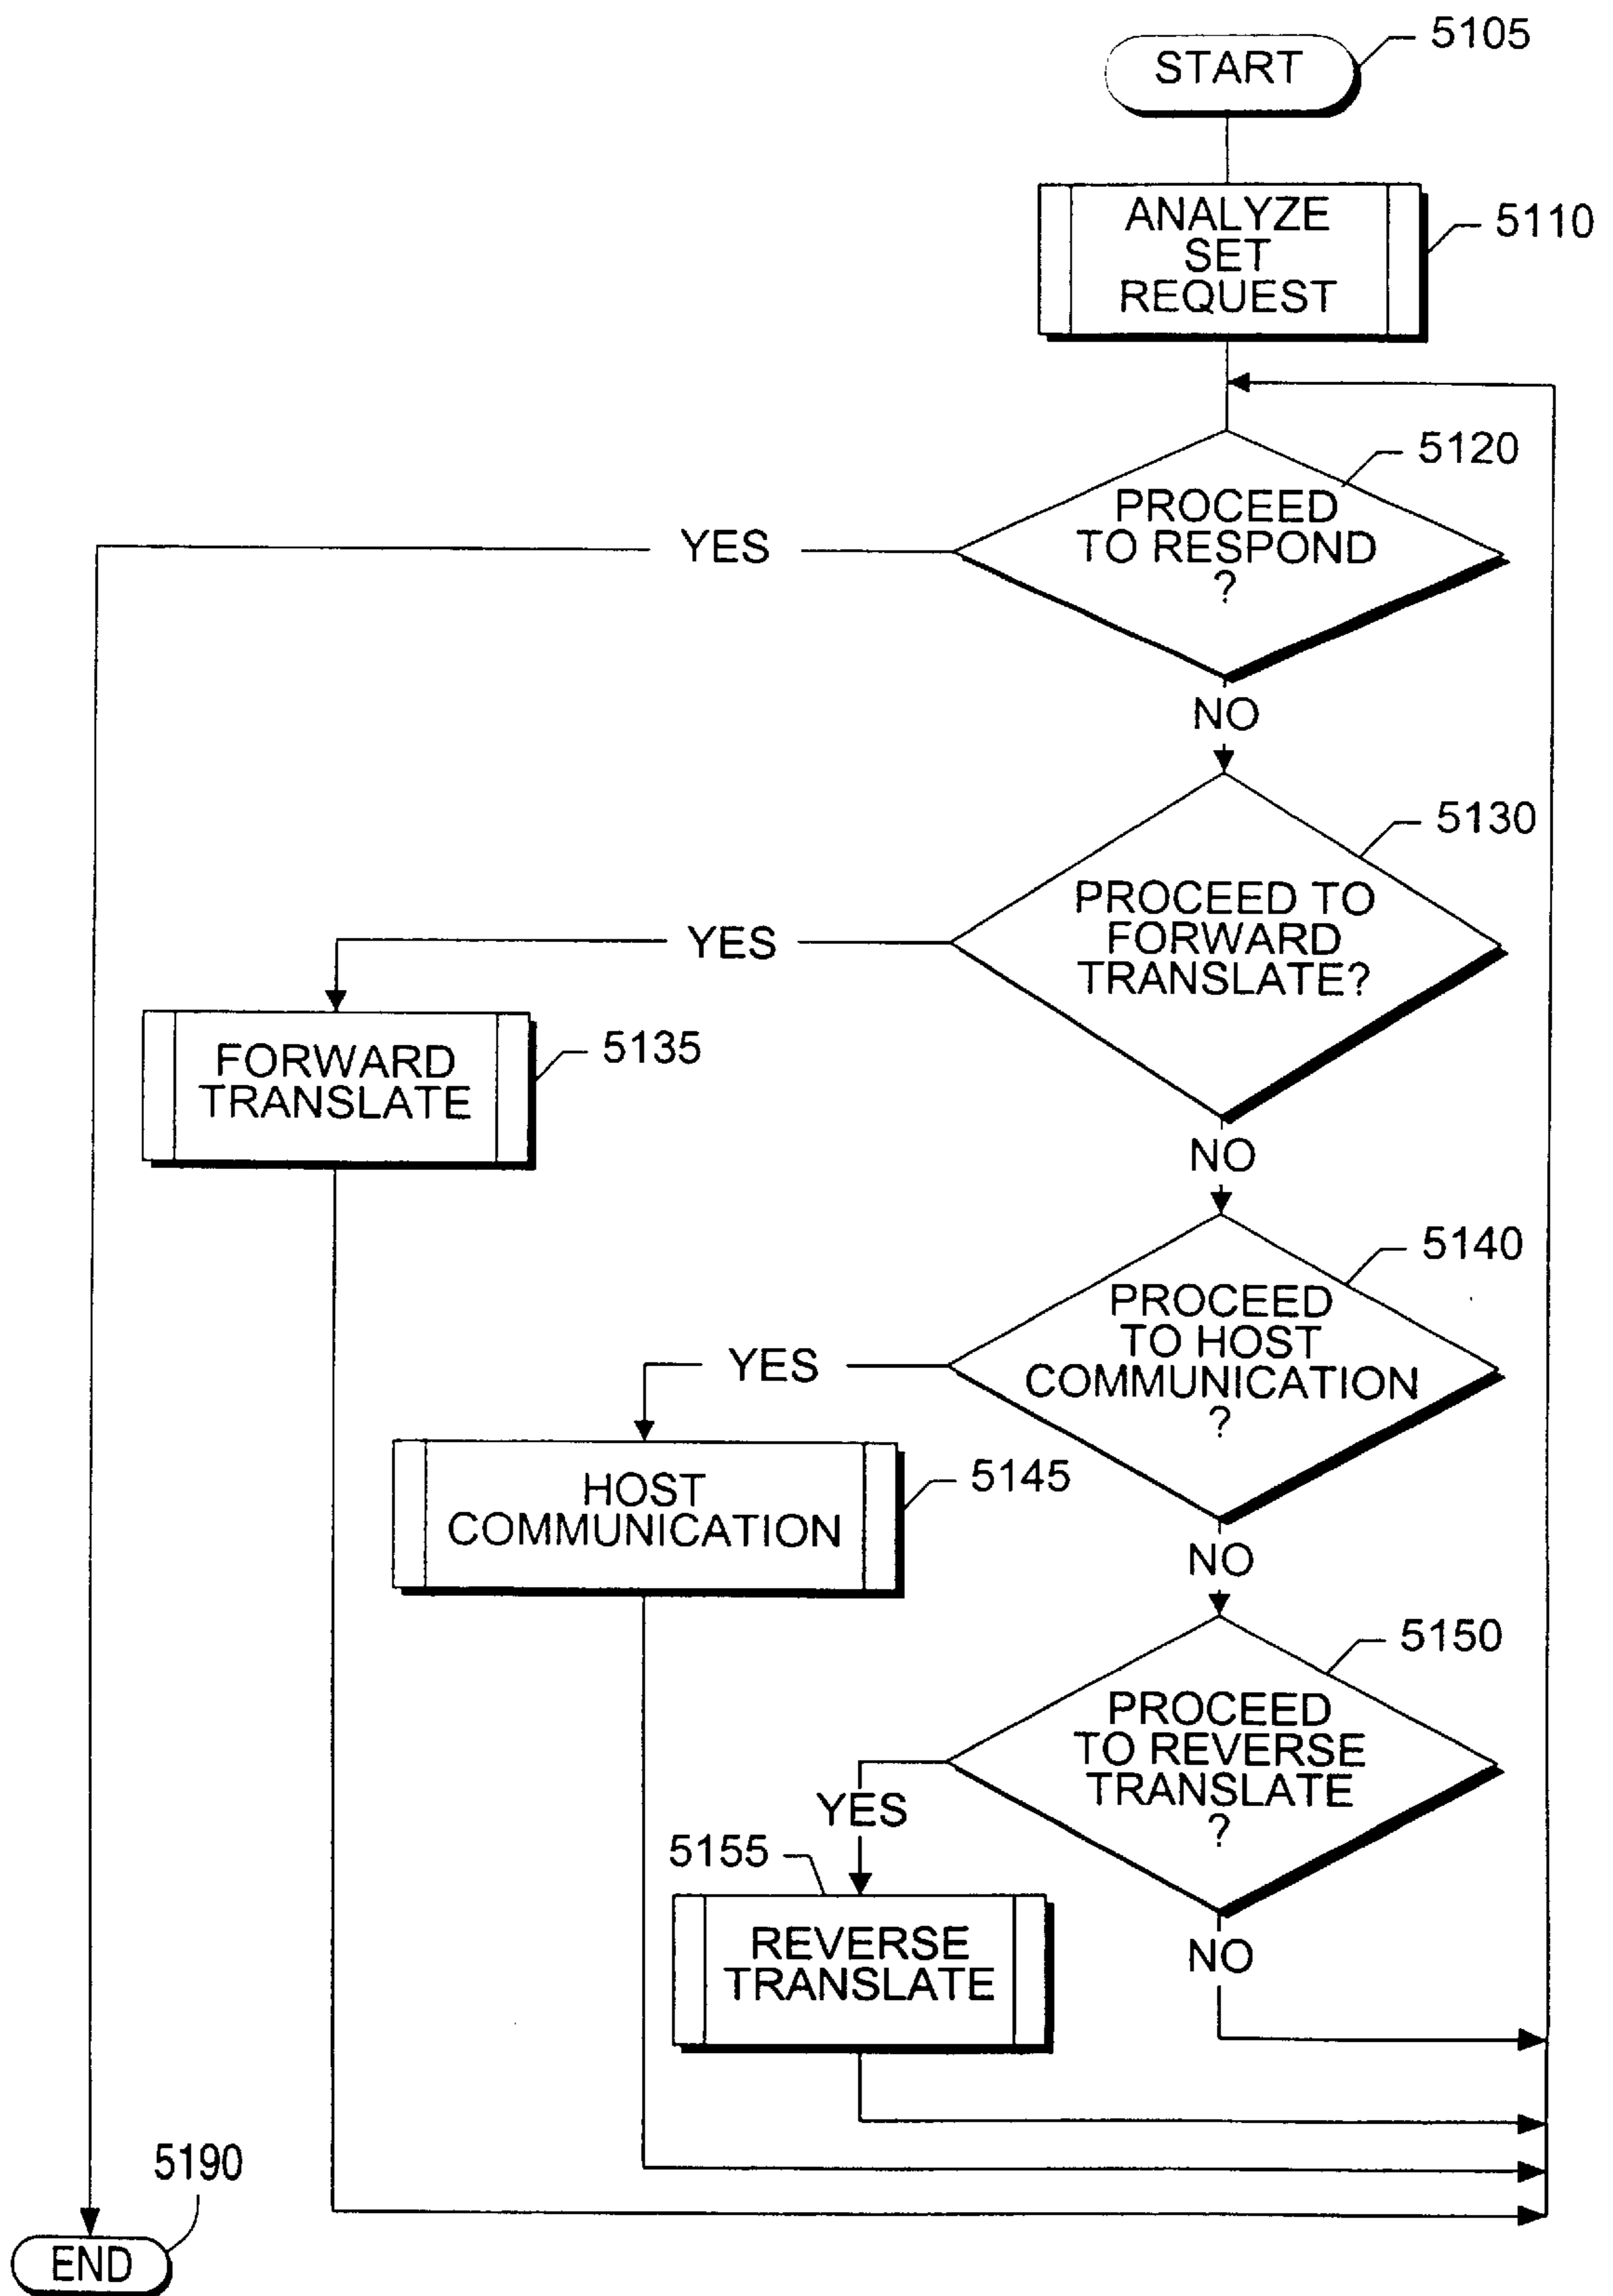 START
5105
ANALYZE
SET
REQUEST
5110
5120
PROCEED
TO RESPOND
?
YES
NO
5130
PROCEED TO
FORWARD
TRANSLATE?
YES
FORWARD
TRANSLATE
5135
NO
5140
PROCEED
TO HOST
COMMUNICATION
?
YES
HOST
COMMUNICATION
5145
NO
5150
PROCEED
TO REVERSE
TRANSLATE
?
YES
5155
REVERSE
TRANSLATE
NO
5190
END